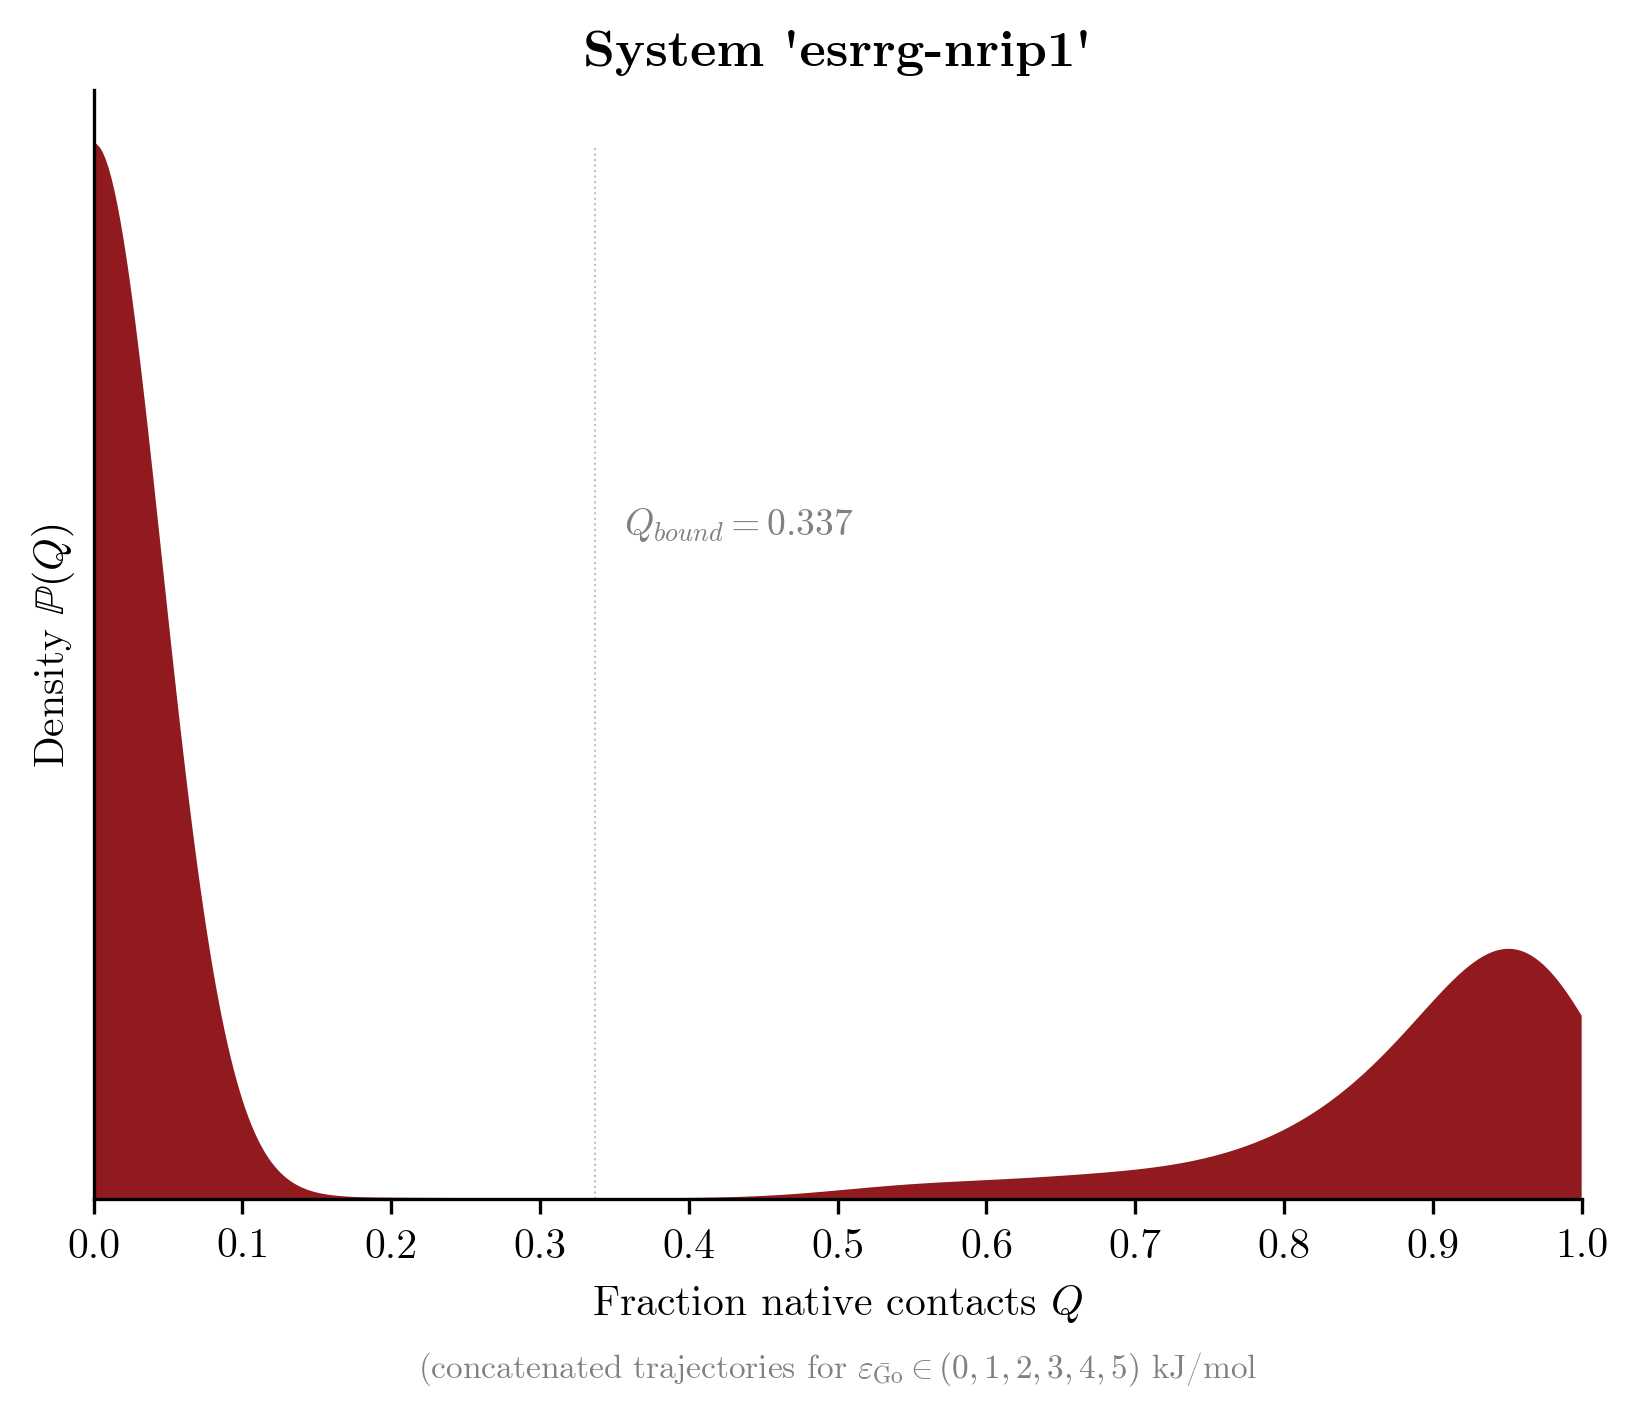 System 'esrrg-nrip1'
Density ℙ(Q)
Q_bound = 0.337
0.0 0.1 0.2 0.3 0.4 0.5 0.6 0.7 0.8 0.9 1.0
Fraction native contacts Q
(concatenated trajectories for ε_Ḡo ∈ (0, 1, 2, 3, 4, 5) kJ/mol